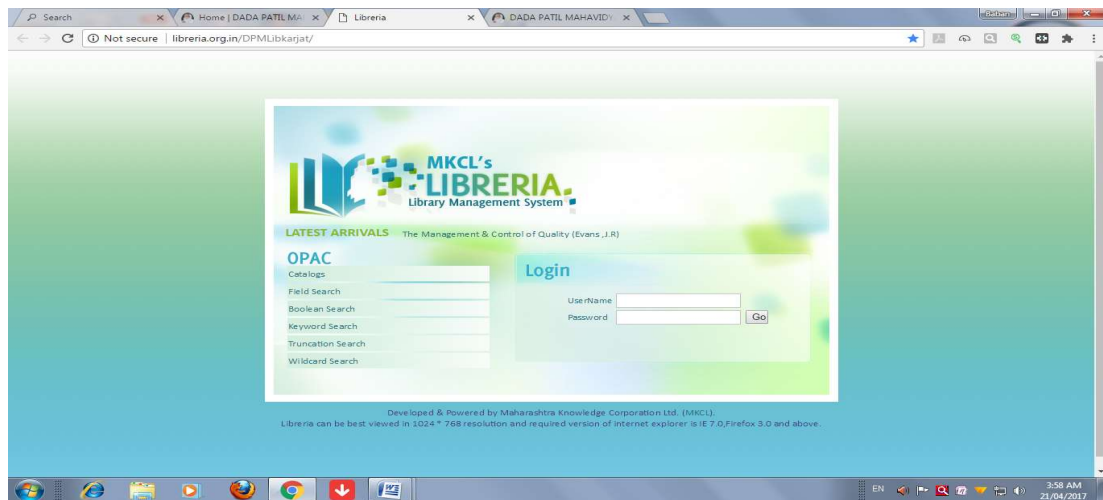 Search
Home | DADA PATIL MA
Libreria
DADA PATIL MAHAVIDY
Not secure | libreria.org.in/DPMLibkarjat/
MKCL's
LIBRERIA
Library Management System
LATEST ARRIVALS The Management & Control of Quality (Evans ,J.R)
OPAC
Catalogs
Field Search
Boolean Search
Keyword Search
Truncation Search
Wildcard Search
Login
UserName
Password
Go
Developed & Powered by Maharashtra Knowledge Corporation Ltd. (MKCL).
Libreria can be best viewed in 1024 * 768 resolution and required version of internet explorer is IE 7.0,Firefox 3.0 and above.
EN
3:58 AM
21/04/2017